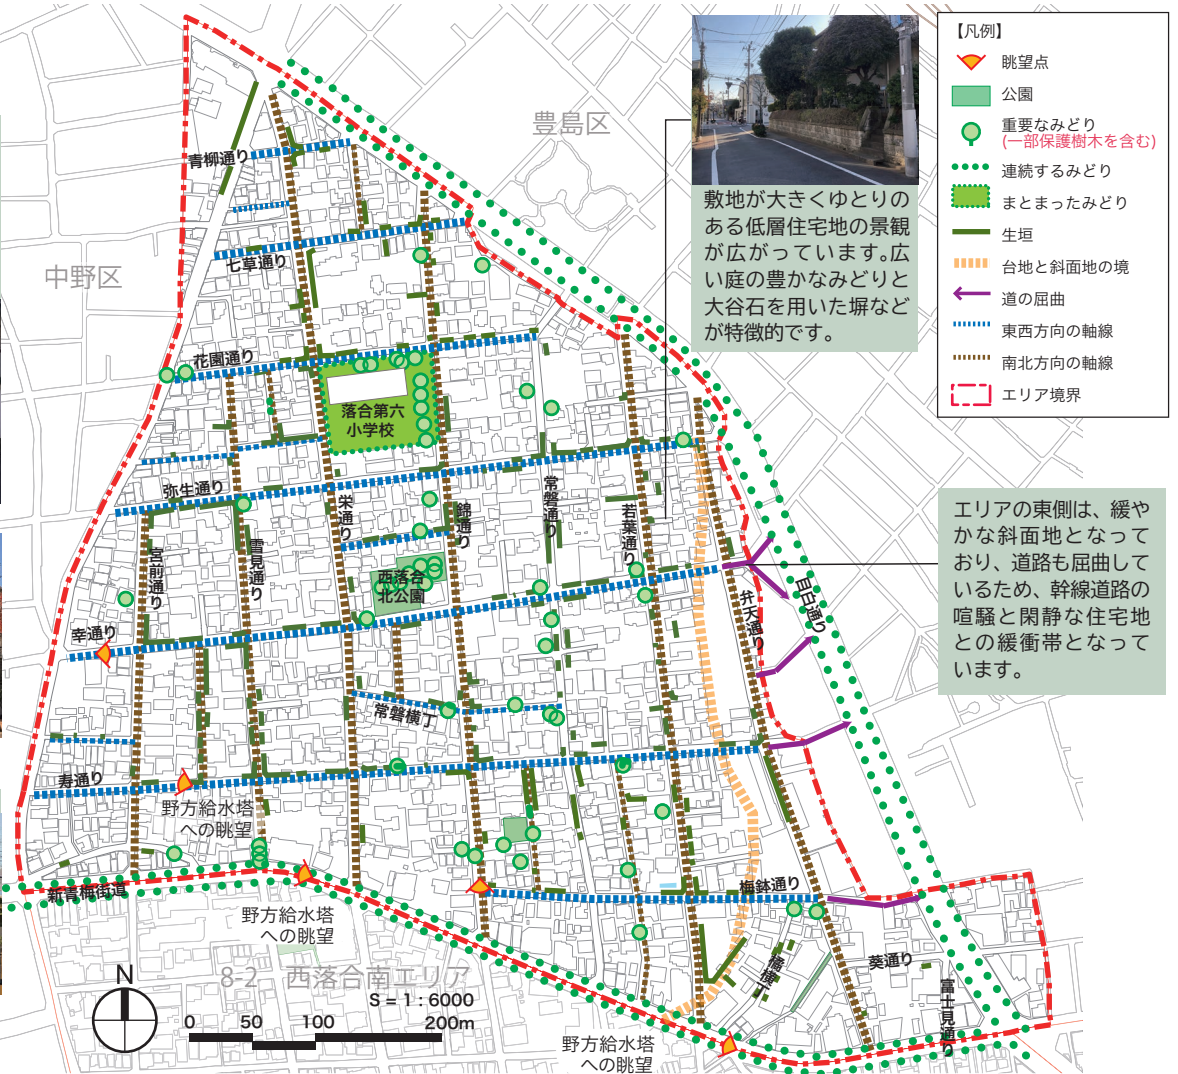 【凡例】
眺望点
公園
重要なみどり
(一部保護樹木を含む)
連続するみどり
まとまったみどり
生垣
台地と斜面地の境
道の屈曲
東西方向の軸線
南北方向の軸線
エリア境界
豊島区
中野区
敷地が大きくゆとりの
ある低層住宅地の景観
が広がっています。広
い庭の豊かなみどりと
大谷石を用いた塀など
が特徴的です。
青柳通り
七草通り
花園通り
落合第六
小学校
弥生通り
栄通り
錦通り
常磐通り
若葉通り
宮前通り
雪見通り
西落合
北公園
幸通り
弁天通り
目白通り
エリアの東側は、緩や
かな斜面地となって
おり、道路も屈曲して
いるため、幹線道路の
喧騒と閑静な住宅地
との緩衝帯となって
います。
常磐横丁
寿通り
野方給水塔
への眺望
新青梅街道
梅鉢通り
野方給水塔
への眺望
橘横丁
葵通り
富士見通り
8-2 西落合南エリア
N
S = 1 : 6000
0 50 100 200m
野方給水塔
への眺望